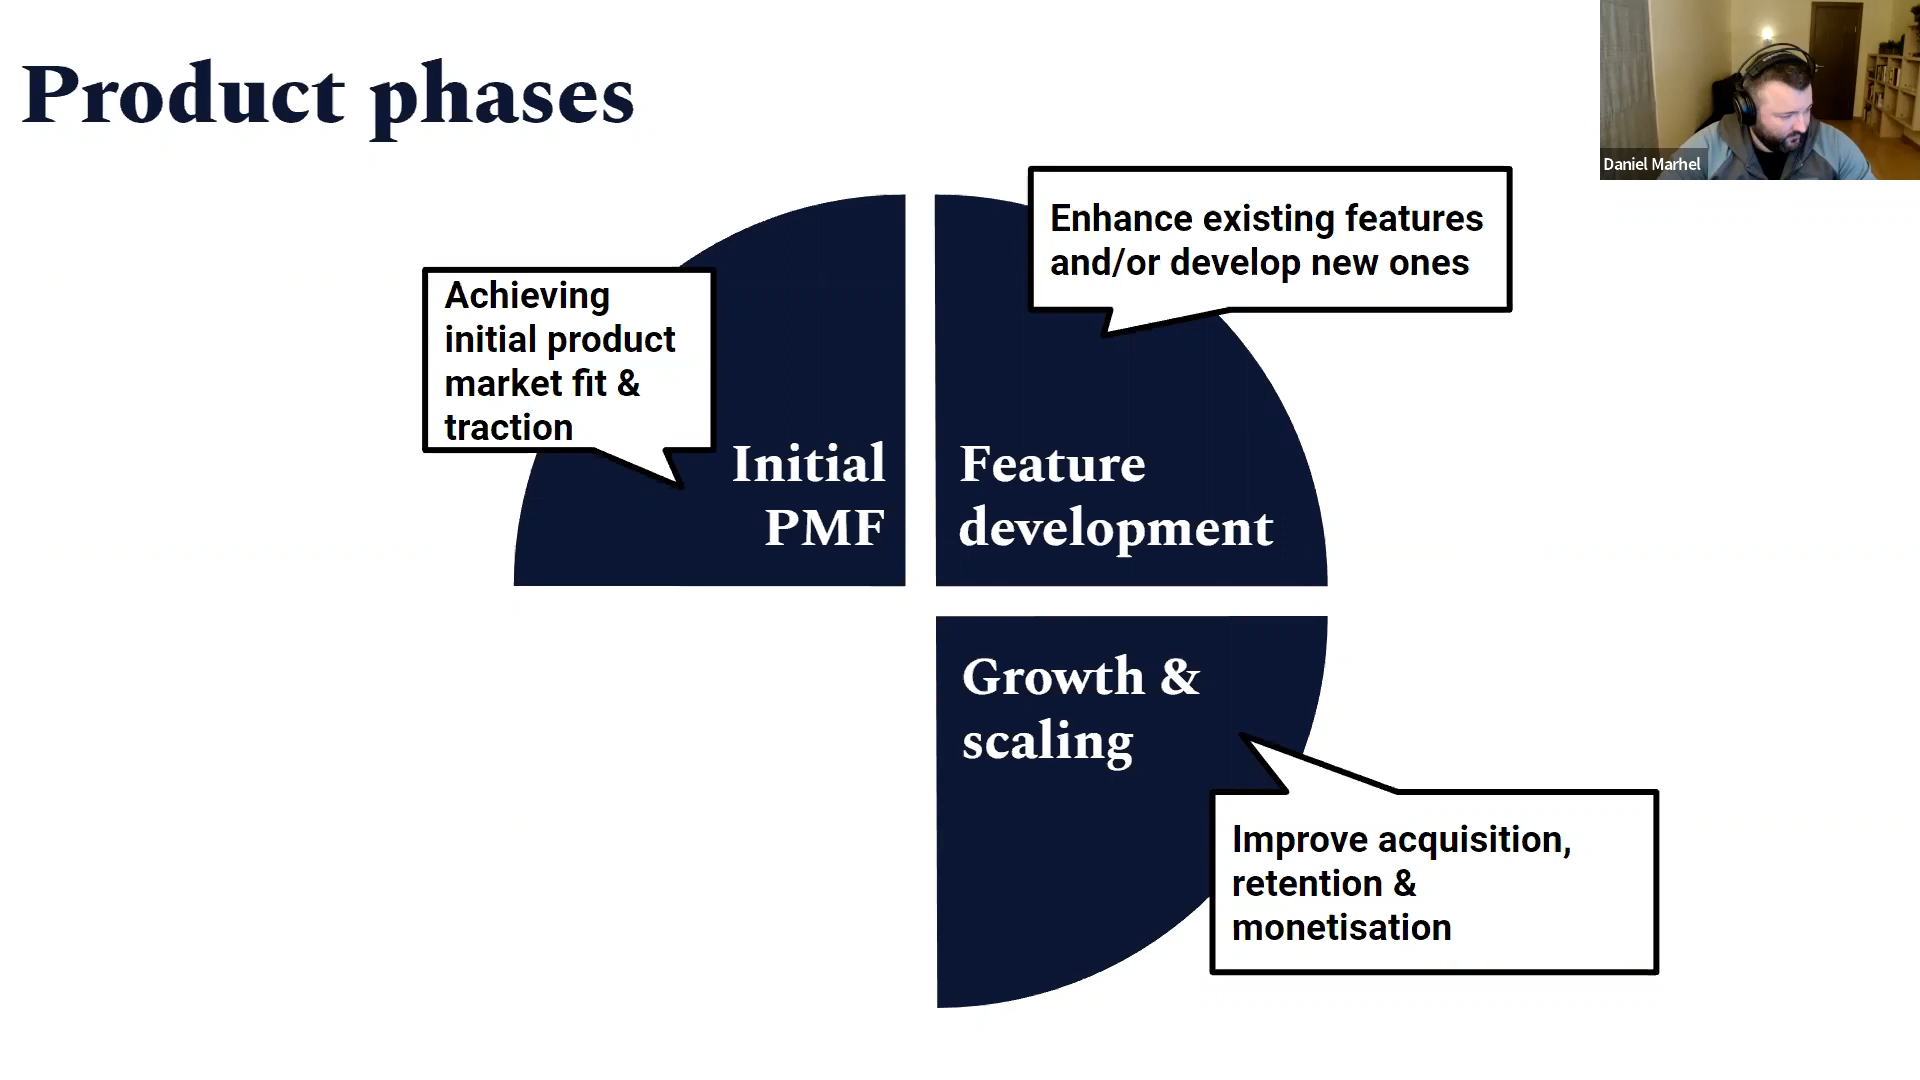 Product phases
Daniel Marhel
Enhance existing features
and/or develop new ones
Achieving
initial product
market fit &
traction
Initial
PMF
Feature
development
Growth &
scaling
Improve acquisition,
retention &
monetisation